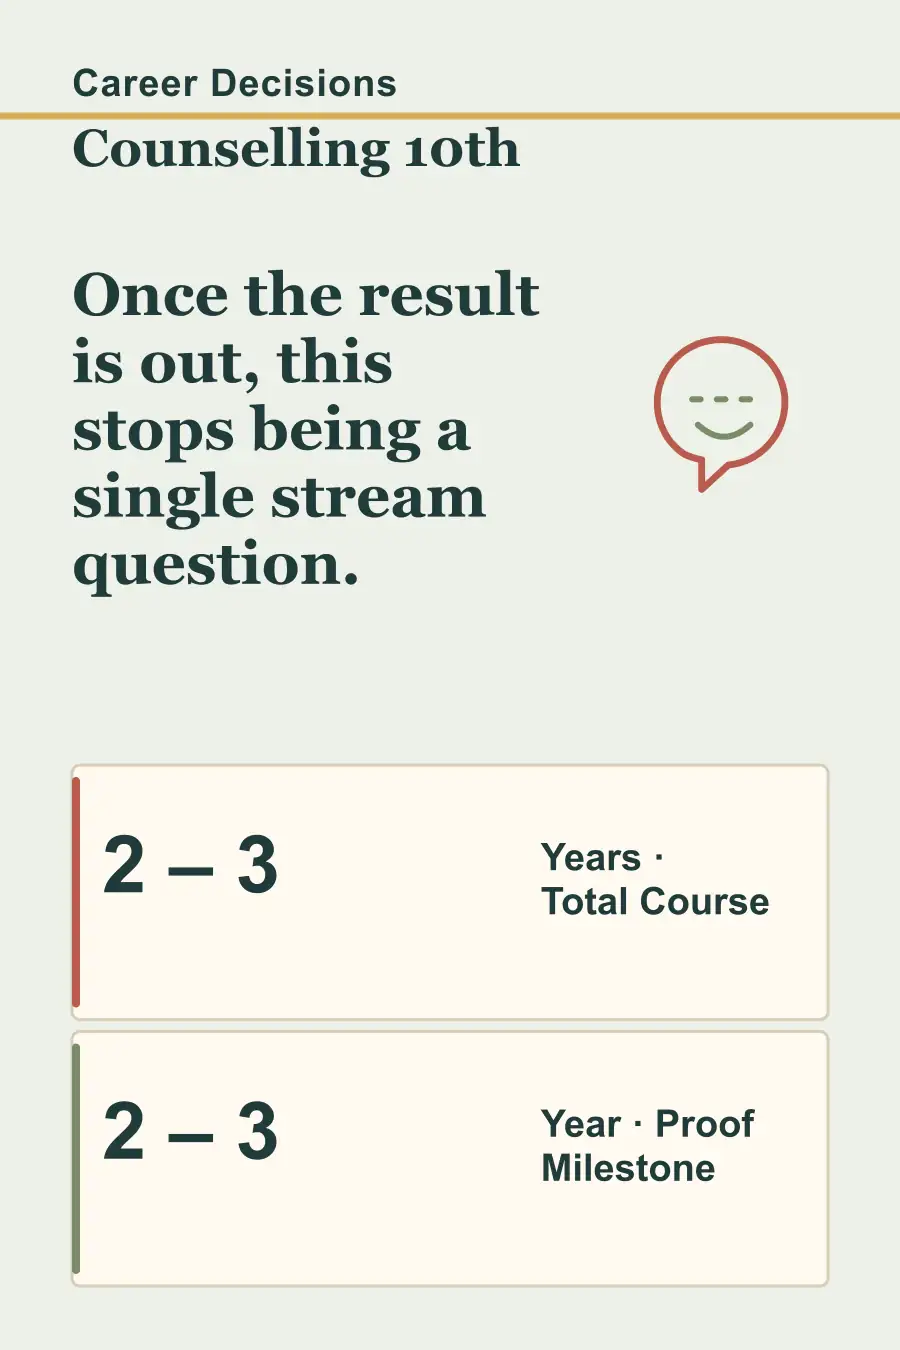 Career Decisions
Counselling 10th
Once the result
is out, this
stops being a
single stream
question.
2 – 3
Years ·
Total Course
2 – 3
Year · Proof
Milestone